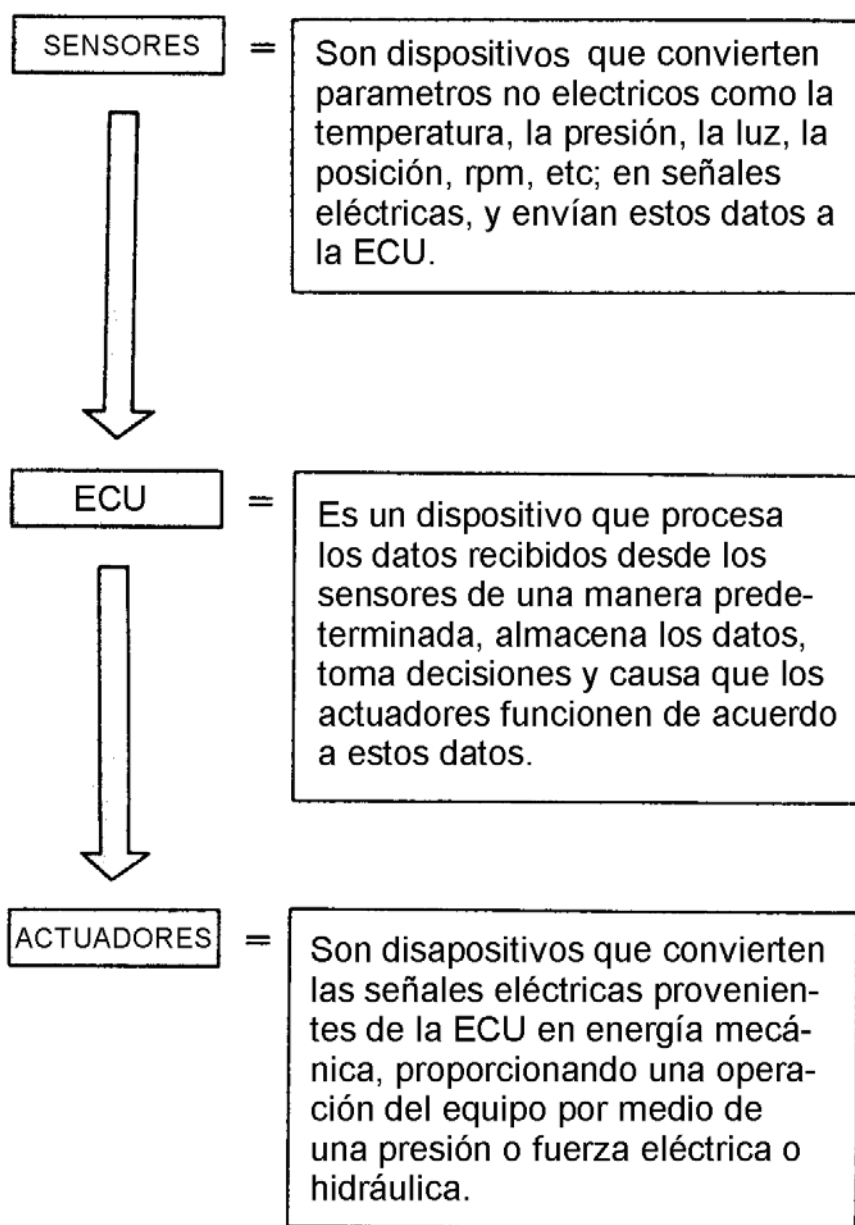 SENSORES =
Son dispositivos que convierten
parametros no electricos como la
temperatura, la presión, la luz, la
posición, rpm, etc; en señales
eléctricas, y envían estos datos a
la ECU.
ECU =
Es un dispositivo que procesa
los datos recibidos desde los
sensores de una manera prede-
terminada, almacena los datos,
toma decisiones y causa que los
actuadores funcionen de acuerdo
a estos datos.
ACTUADORES =
Son disapositivos que convierten
las señales eléctricas provenien-
tes de la ECU en energía mecá-
nica, proporcionando una opera-
ción del equipo por medio de
una presión o fuerza eléctrica o
hidráulica.